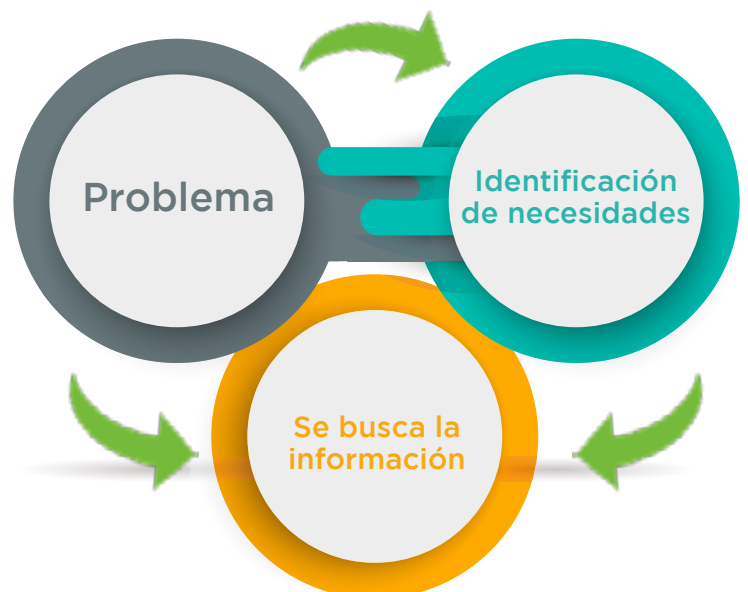 Problema
Identificación
de necesidades
Se busca la
información